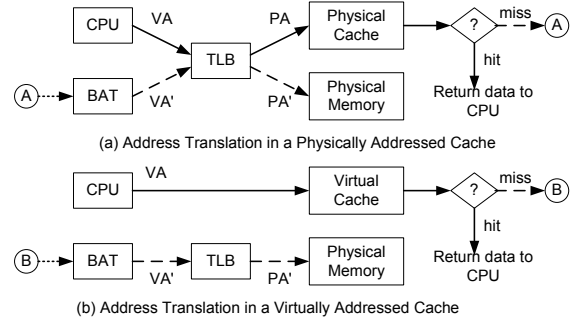 VA
PA
CPU
TLB
Physical
Cache
?
miss
A
hit
A
BAT
VA'
PA'
Physical
Memory
Return data to
CPU
(a) Address Translation in a Physically Addressed Cache
VA
CPU
Virtual
Cache
?
miss
B
hit
B
BAT
VA'
TLB
PA'
Physical
Memory
Return data to
CPU
(b) Address Translation in a Virtually Addressed Cache